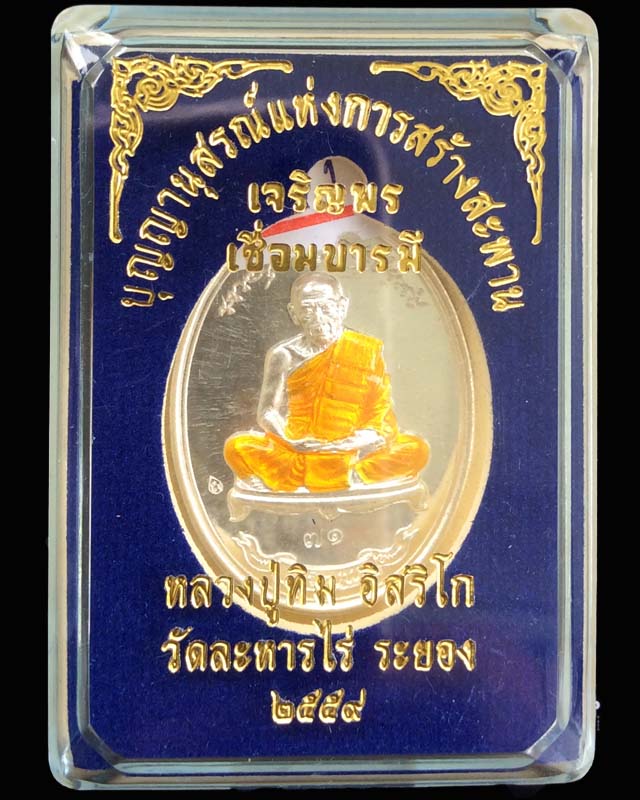 บุญญานุสรณ์แห่งการสร้างสะพาน
เจริญพร
เชื่อมบารมี
๗๑
หลวงปู่ทิม อิสริโก
วัดละหารไร่ ระยอง
๒๕๕๙